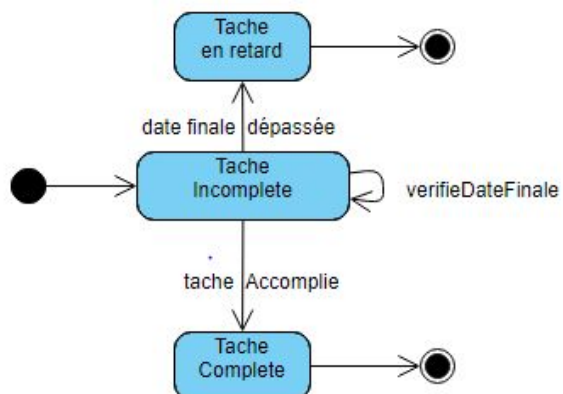 Tache
en retard
date finale dépassée
Tache
Incomplete
verifieDateFinale
tache Accomplie
Tache
Complete